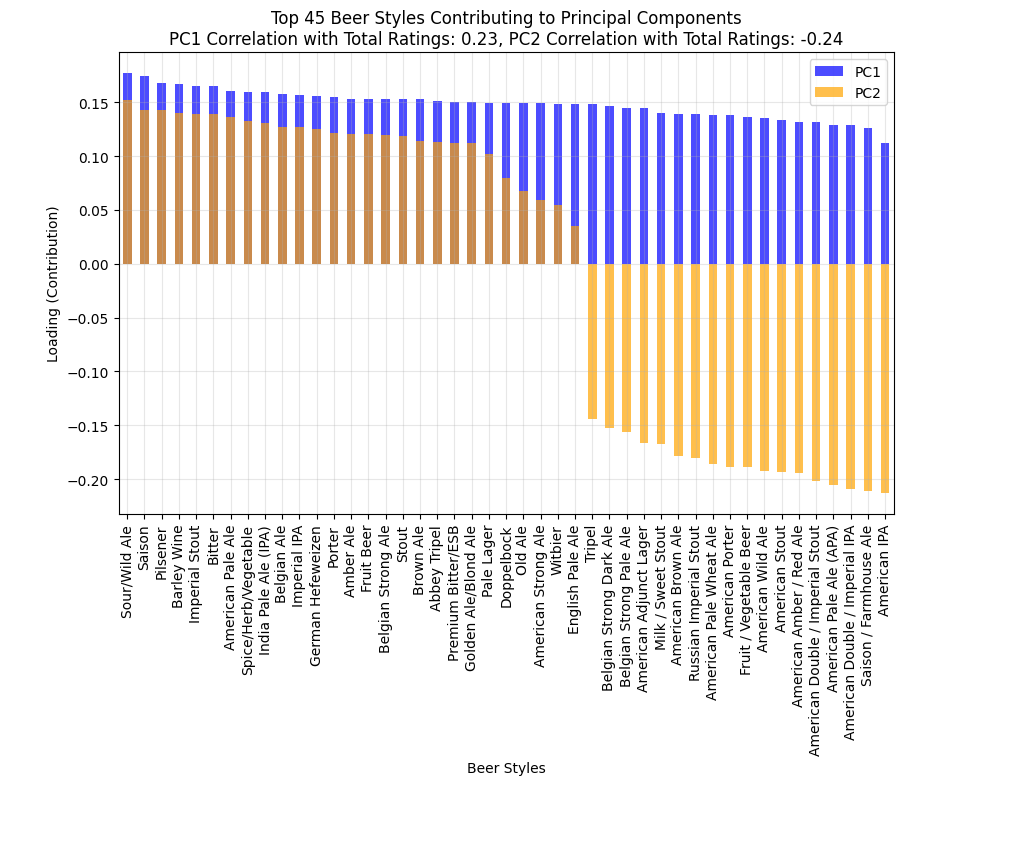 Top 45 Beer Styles Contributing to Principal Components
PC1 Correlation with Total Ratings: 0.23, PC2 Correlation with Total Ratings: -0.24
PC1
PC2
Loading (Contribution)
0.15
0.10
0.05
0.00
−0.05
−0.10
−0.15
−0.20
Sour/Wild Ale
Saison
Pilsener
Barley Wine
Imperial Stout
Bitter
American Pale Ale
Spice/Herb/Vegetable
India Pale Ale (IPA)
Belgian Ale
Imperial IPA
German Hefeweizen
Porter
Amber Ale
Fruit Beer
Belgian Strong Ale
Stout
Brown Ale
Abbey Tripel
Premium Bitter/ESB
Golden Ale/Blond Ale
Pale Lager
Doppelbock
Old Ale
American Strong Ale
Witbier
English Pale Ale
Tripel
Belgian Strong Dark Ale
Belgian Strong Pale Ale
American Adjunct Lager
Milk / Sweet Stout
American Brown Ale
Russian Imperial Stout
American Pale Wheat Ale
American Porter
Fruit / Vegetable Beer
American Wild Ale
American Stout
American Amber / Red Ale
American Double / Imperial Stout
American Pale Ale (APA)
American Double / Imperial IPA
Saison / Farmhouse Ale
American IPA
Beer Styles